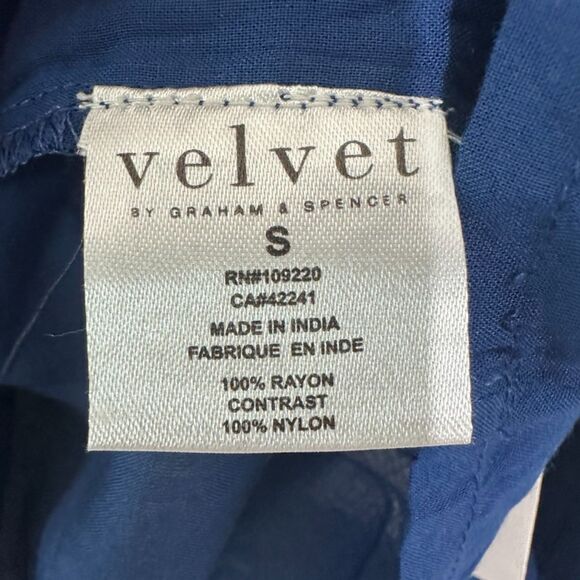 velvet
BY GRAHAM & SPENCER
S
RN#109220
CA#42241
MADE IN INDIA
FABRIQUE EN INDE
100% RAYON
CONTRAST
100% NYLON